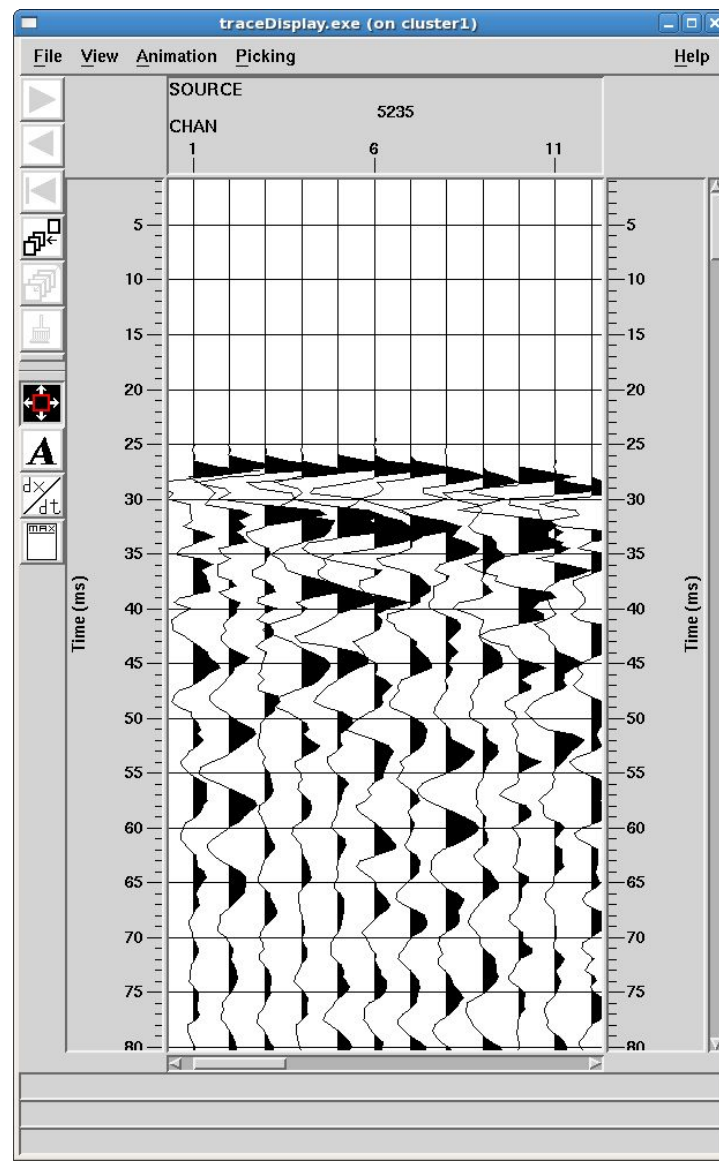 traceDisplay.exe (on cluster1)
File View Animation Picking Help
SOURCE
5235
CHAN
1 6 11
5 5
10 10
15 15
20 20
25 25
30 30
A
dx/dt
MAX
35 35
Time (ms) Time (ms)
40 40
45 45
50 50
55 55
60 60
65 65
70 70
75 75
80 80